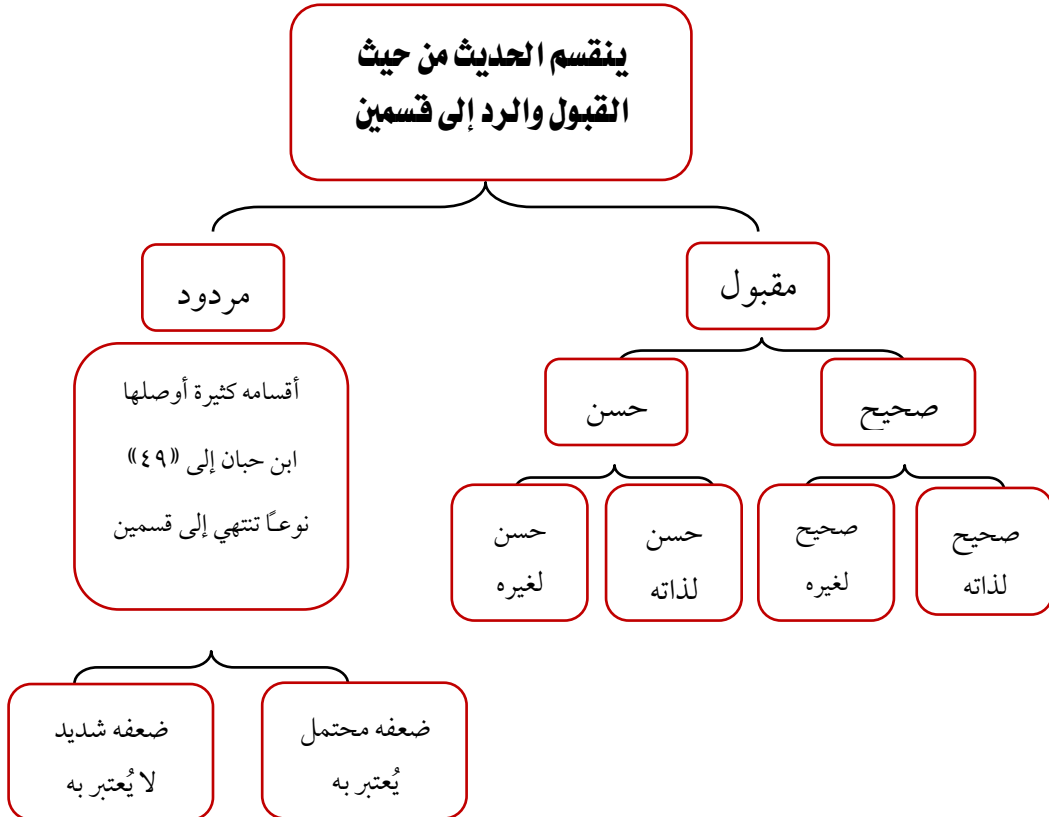 ينقسم الحديث من حيث
القبول والرد إلى قسمين
مقبول
مردود
صحيح
حسن
أقسامه كثيرة أوصلها
ابن حبان إلى «٤٩»
نوعـًا تنتهي إلى قسمين
صحيح
لذاته
صحيح
لغيره
حسن
لذاته
حسن
لغيره
ضعفه محتمل
يُعتبر به
ضعفه شديد
لا يُعتبر به